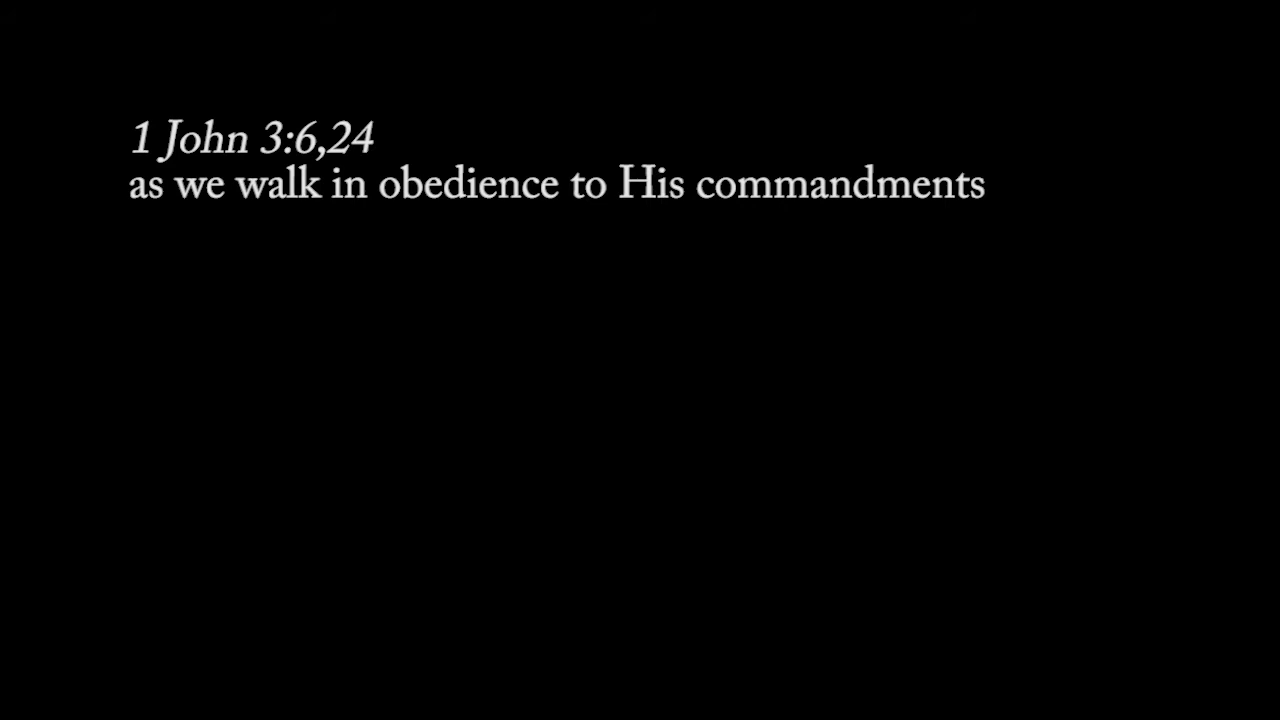 1 John 3:6,24
as we walk in obedience to His commandments